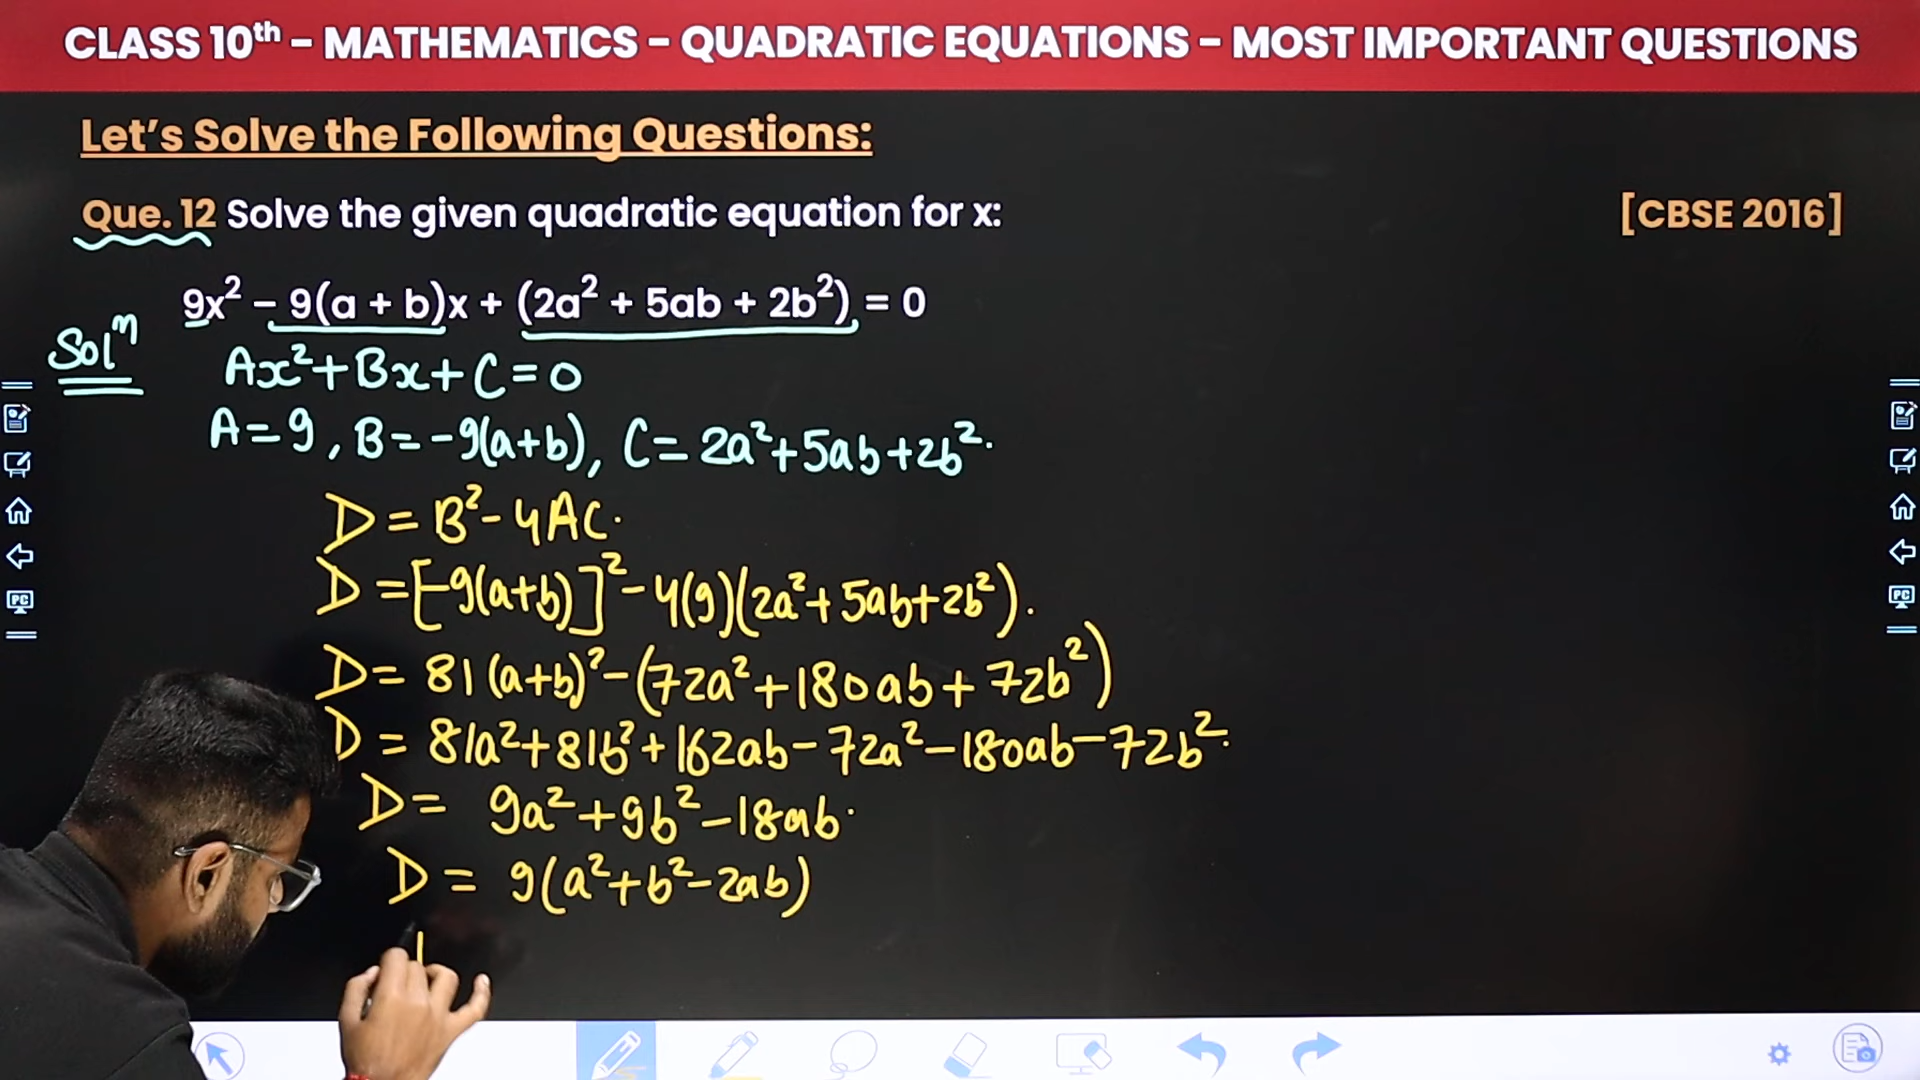 CLASS 10th – MATHEMATICS – QUADRATIC EQUATIONS – MOST IMPORTANT QUESTIONS
Let's Solve the Following Questions:
Que. 12 Solve the given quadratic equation for x: [CBSE 2016]
9x² – 9(a + b)x + (2a² + 5ab + 2b²) = 0
Solⁿ
Ax²+Bx+C=0
A=9, B=-9(a+b), C=2a²+5ab+2b².
D = B²-4AC.
D =[-9(a+b)]²-4(9)(2a²+5ab+2b²).
D= 81(a+b)²-(72a²+180ab+72b²)
D = 81a²+81b²+162ab-72a²-180ab-72b².
D= 9a²+9b²-18ab.
D = 9(a²+b²-2ab)
PC
PC